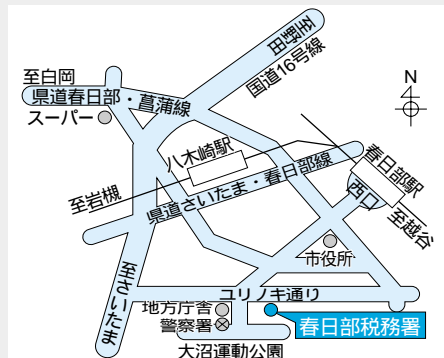 至野田
国道16号線
至白岡
県道春日部・菖蒲線
スーパー
N
八木崎駅
春日部駅
西口
至岩槻
県道さいたま・春日部線
至越谷
市役所
至さいたま
ユリノキ通り
地方庁舎
警察署
春日部税務署
大沼運動公園